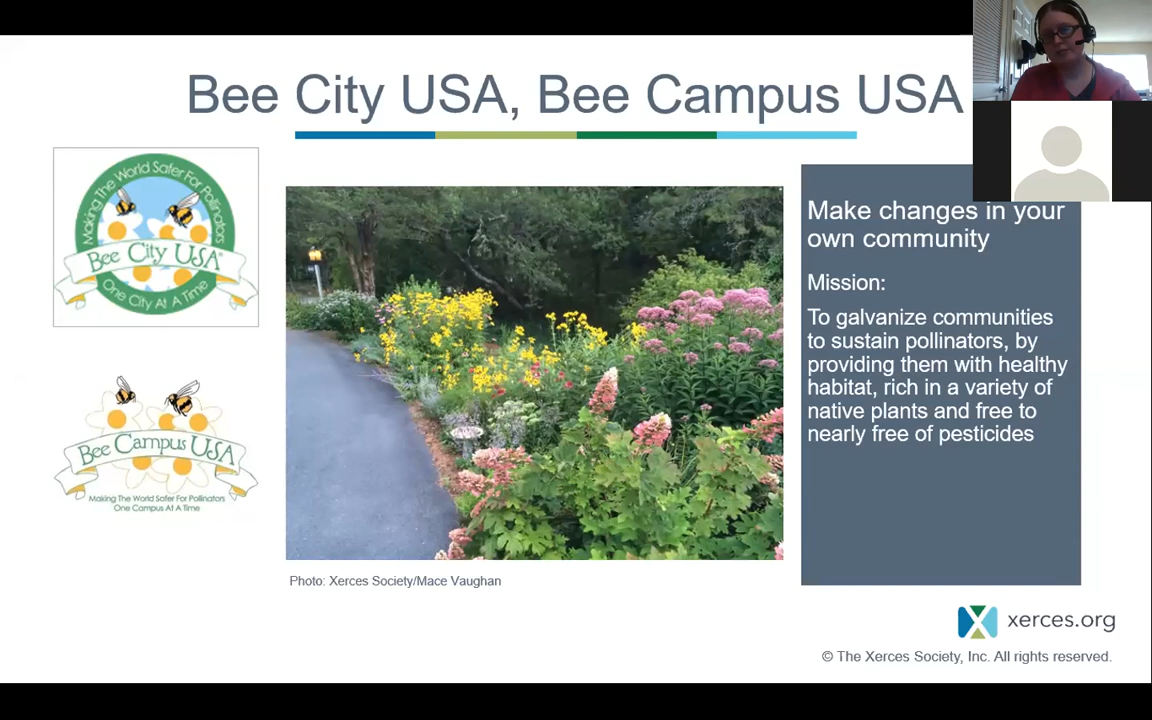 Bee City USA, Bee Campus USA
Making The World Safer For Pollinators
Bee City USA®
One City At A Time
Bee Campus USA
Making The World Safer For Pollinators
One Campus At A Time
Photo: Xerces Society/Mace Vaughan
Make changes in your
own community
Mission:
To galvanize communities
to sustain pollinators, by
providing them with healthy
habitat, rich in a variety of
native plants and free to
nearly free of pesticides
xerces.org
© The Xerces Society, Inc. All rights reserved.